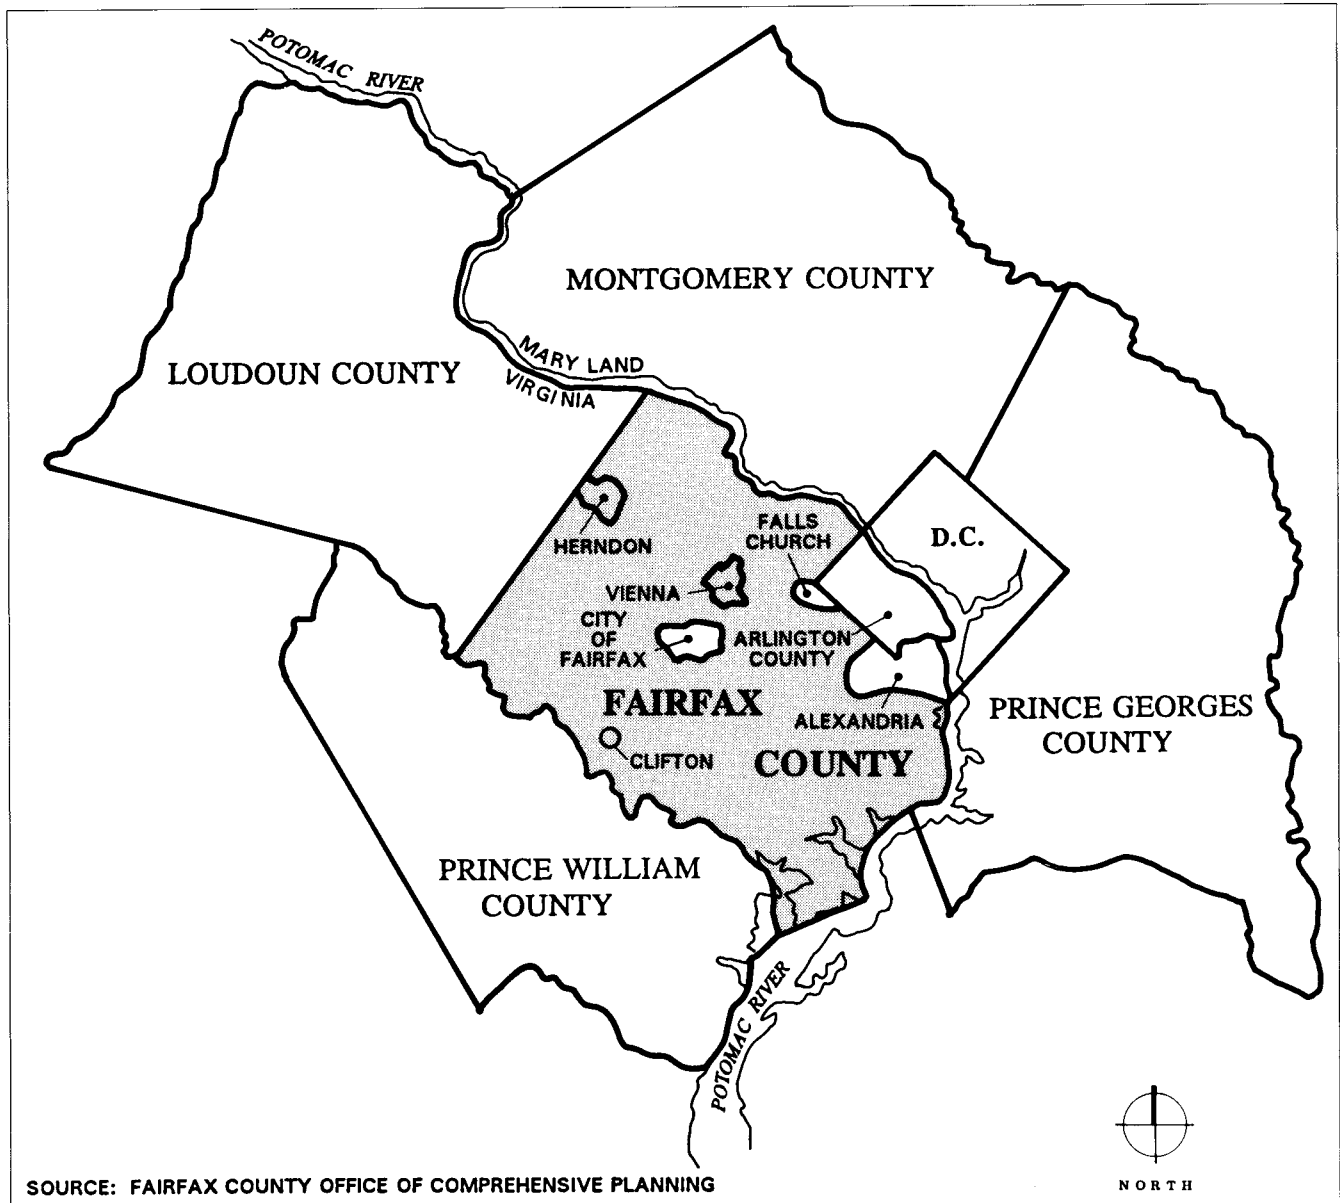 POTOMAC RIVER
MONTGOMERY COUNTY
LOUDOUN COUNTY
MARY LAND
VIRGINIA
HERNDON
FALLS
CHURCH
D.C.
VIENNA
CITY
OF
FAIRFAX
ARLINGTON
COUNTY
FAIRFAX
COUNTY
ALEXANDRIA
CLIFTON
PRINCE GEORGES
COUNTY
PRINCE WILLIAM
COUNTY
POTOMAC RIVER
NORTH
SOURCE: FAIRFAX COUNTY OFFICE OF COMPREHENSIVE PLANNING